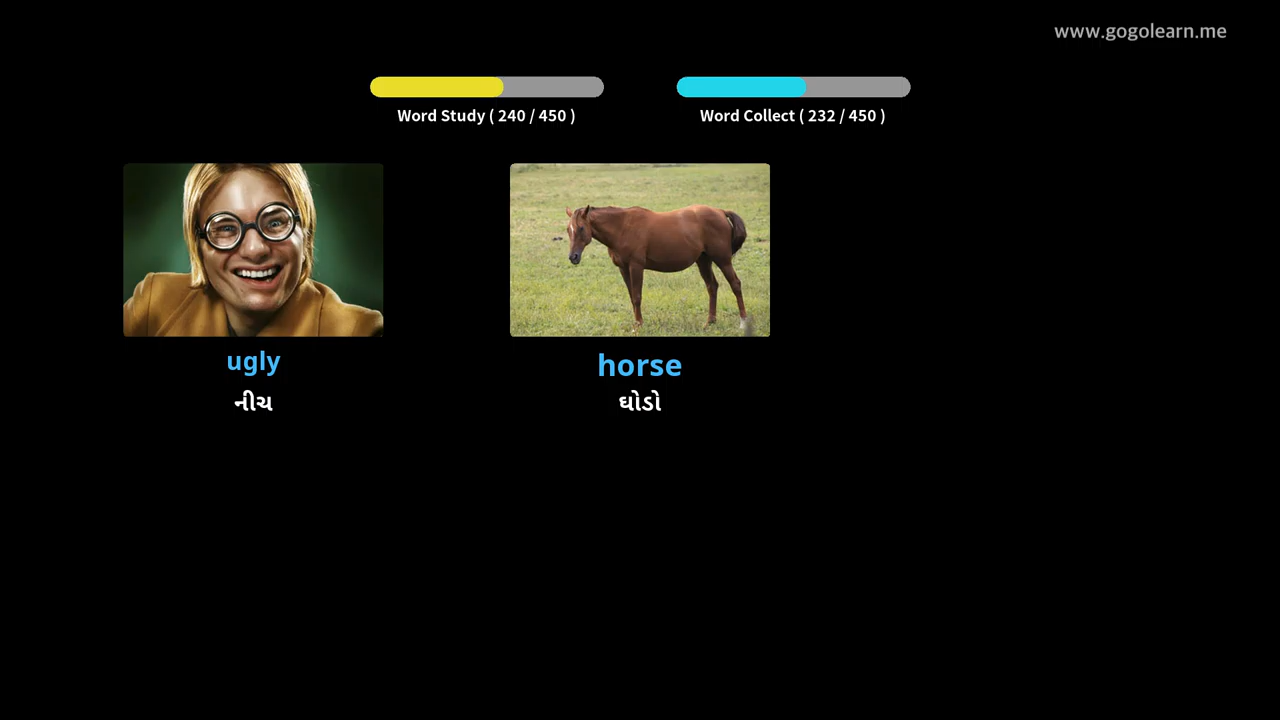 www.gogolearn.me
Word Study ( 240 / 450 )
Word Collect ( 232 / 450 )
ugly
horse
નીચ
ઘોડો